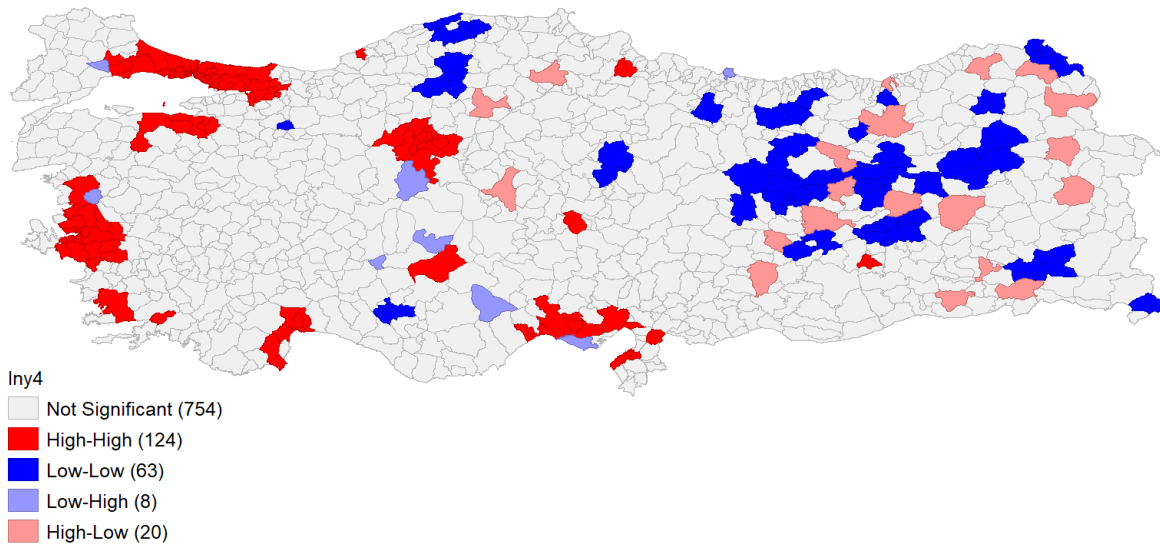 lny4
Not Significant (754)
High-High (124)
Low-Low (63)
Low-High (8)
High-Low (20)